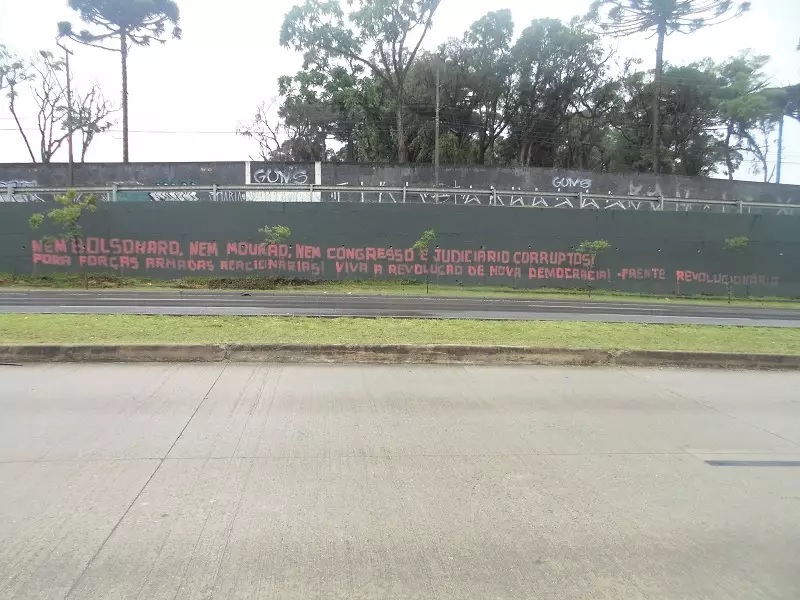 GUMS
GUMS
NEM BOLSONARO, NEM MOURÃO, NEM CONGRESSO E JUDICIÁRIO CORRUPTOS!
FORA FORÇAS ARMADAS REACIONÁRIAS! VIVA A REVOLUÇÃO DE NOVA DEMOCRACIA! -FRENTE REVOLUCIONÁRIA